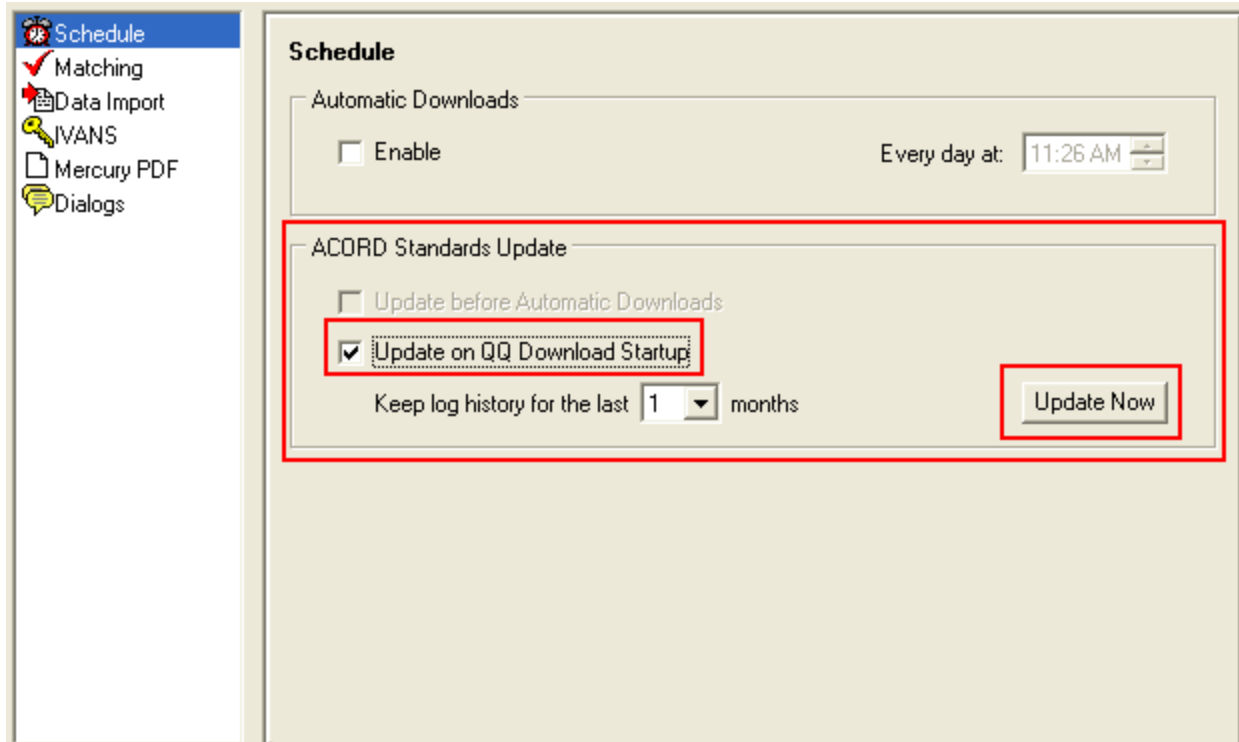 Schedule
Matching
Data Import
IVANS
Mercury PDF
Dialogs
Schedule
Automatic Downloads
Enable Every day at: 11:26 AM
ACORD Standards Update
Update before Automatic Downloads
Update on QQ Download Startup
Keep log history for the last 1 months Update Now